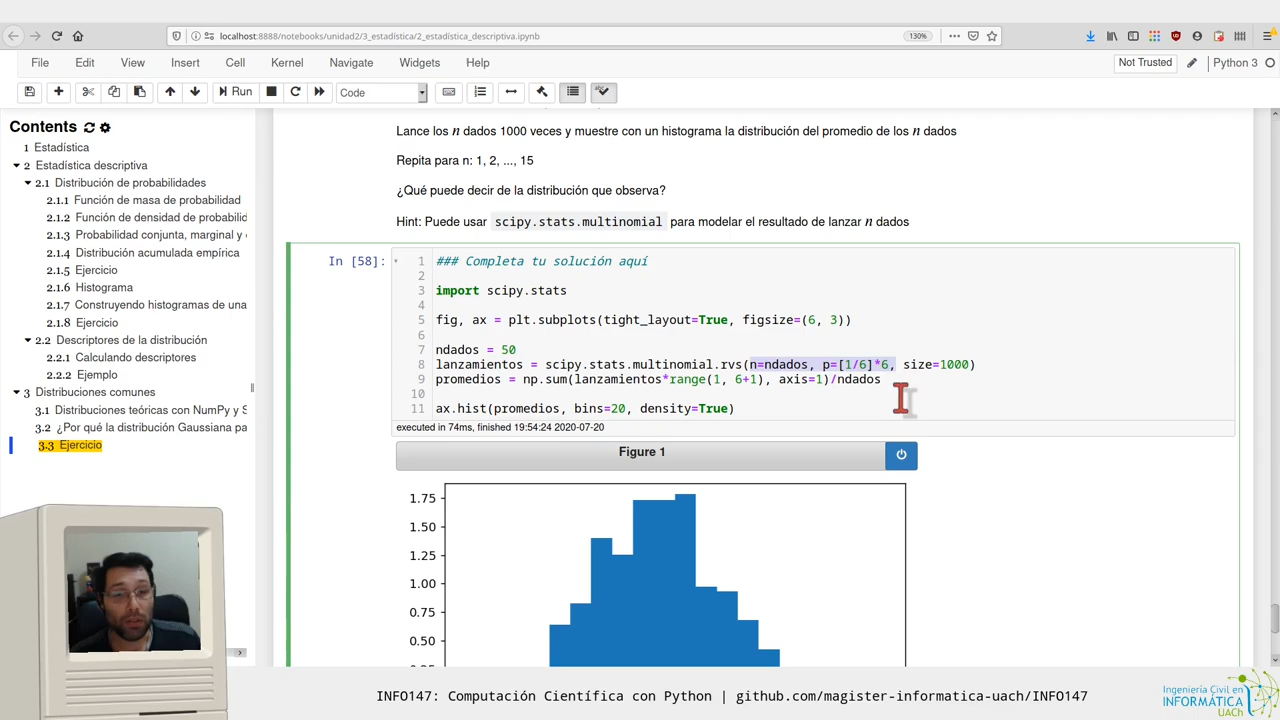 localhost:8888/notebooks/unidad2/3_estadística/2_estadística_descriptiva.ipynb
130%
File Edit View Insert Cell Kernel Navigate Widgets Help
Not Trusted
Python 3
Run
Code
Contents
1 Estadística
2 Estadística descriptiva
2.1 Distribución de probabilidades
2.1.1 Función de masa de probabilidad
2.1.2 Función de densidad de probabilid
2.1.3 Probabilidad conjunta, marginal y
2.1.4 Distribución acumulada empírica
2.1.5 Ejercicio
2.1.6 Histograma
2.1.7 Construyendo histogramas de una
2.1.8 Ejercicio
2.2 Descriptores de la distribución
2.2.1 Calculando descriptores
2.2.2 Ejemplo
3 Distribuciones comunes
3.1 Distribuciones teóricas con NumPy y S
3.2 ¿Por qué la distribución Gaussiana pa
3.3 Ejercicio
Lance los n dados 1000 veces y muestre con un histograma la distribución del promedio de los n dados
Repita para n: 1, 2, ..., 15
¿Qué puede decir de la distribución que observa?
Hint: Puede usar scipy.stats.multinomial para modelar el resultado de lanzar n dados
In [58]:
1 ### Completa tu solución aquí
2
3 import scipy.stats
4
5 fig, ax = plt.subplots(tight_layout=True, figsize=(6, 3))
6
7 ndados = 50
8 lanzamientos = scipy.stats.multinomial.rvs(n=ndados, p=[1/6]*6, size=1000)
9 promedios = np.sum(lanzamientos*range(1, 6+1), axis=1)/ndados
10
11 ax.hist(promedios, bins=20, density=True)
executed in 74ms, finished 19:54:24 2020-07-20
Figure 1
1.75
1.50
1.25
1.00
0.75
0.50
INFO147: Computación Científica con Python | github.com/magister-informatica-uach/INFO147
Ingeniería Civil en
INFORMÁTICA
UACh